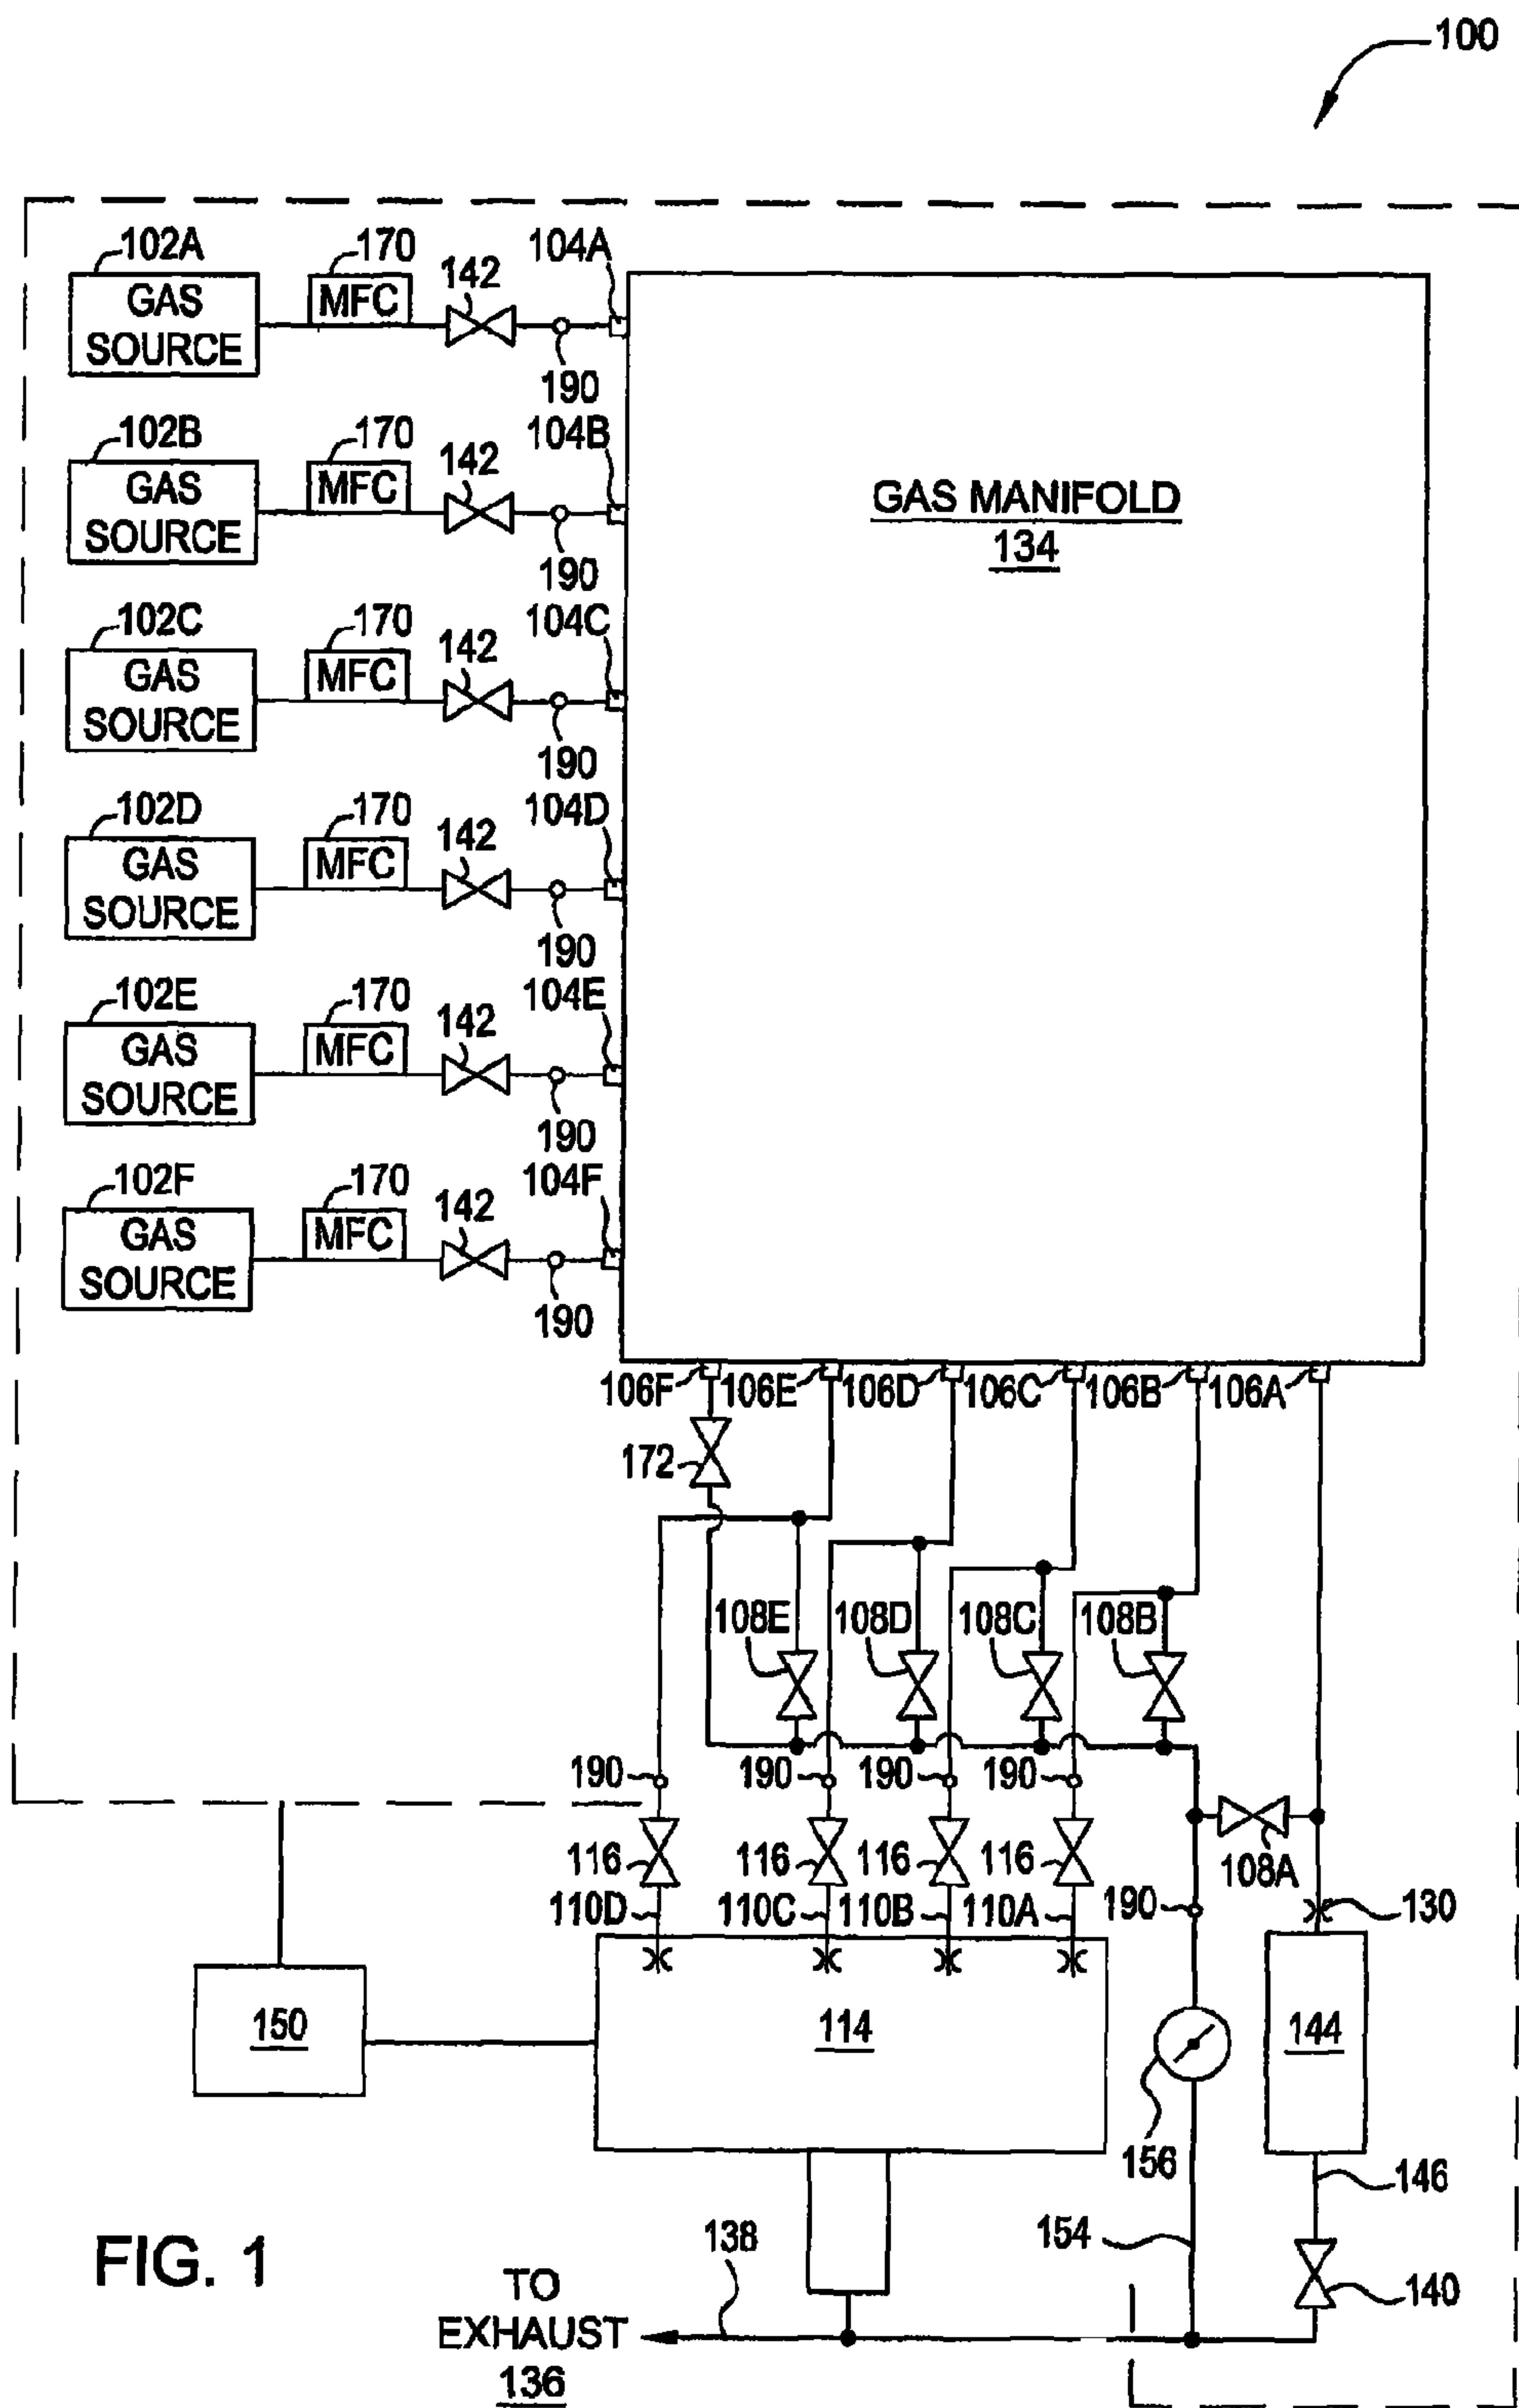 100
102A 170 142 104A
GAS SOURCE MFC
190
102B 170 142 104B
GAS SOURCE MFC
190
GAS MANIFOLD
134
102C 170 142 104C
GAS SOURCE MFC
190
102D 170 142 104D
GAS SOURCE MFC
190
102E 170 142 104E
GAS SOURCE MFC
190
102F 170 142 104F
GAS SOURCE MFC
190
106F 106E 106D 106C 106B 106A
172
108E 108D 108C 108B
190 190 190 190
116 116 116 116 108A
110D 110C 110B 110A 190 130
150 114 144
156
146
138 154
FIG. 1
TO
EXHAUST
136
140